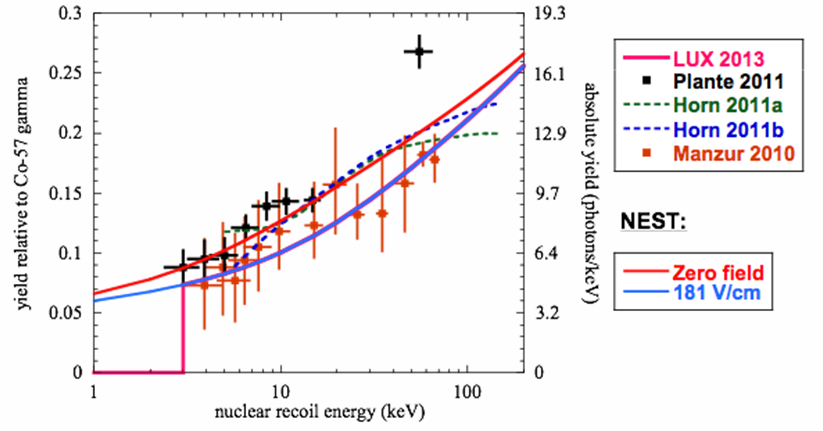 0.3
0.25
0.2
0.15
0.1
0.05
0
yield relative to Co-57 gamma
1
10
100
nuclear recoil energy (keV)
19.3
16.1
12.9
9.7
6.4
3.2
0
absolute yield (photons/keV)
LUX 2013
Plante 2011
Horn 2011a
Horn 2011b
Manzur 2010
NEST:
Zero field
181 V/cm